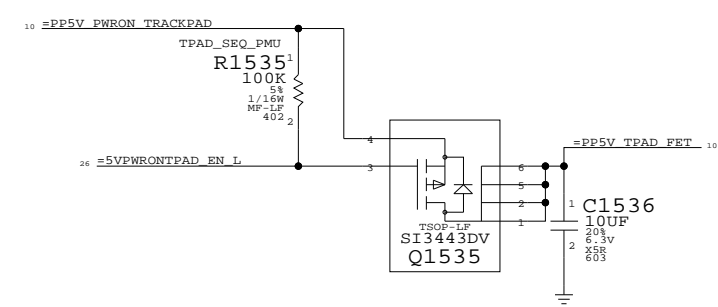 10 =PP5V_PWRON_TRACKPAD
TPAD_SEQ_PMU
R1535 1
100K
5%
1/16W
MF-LF
402 2
26 =5VPWRONTPAD_EN_L
4
3
=PP5V_TPAD_FET 10
6
5
2
1
TSOP-LF
SI3443DV
Q1535
1 C1536
10UF
20%
6.3V
2 X5R
603